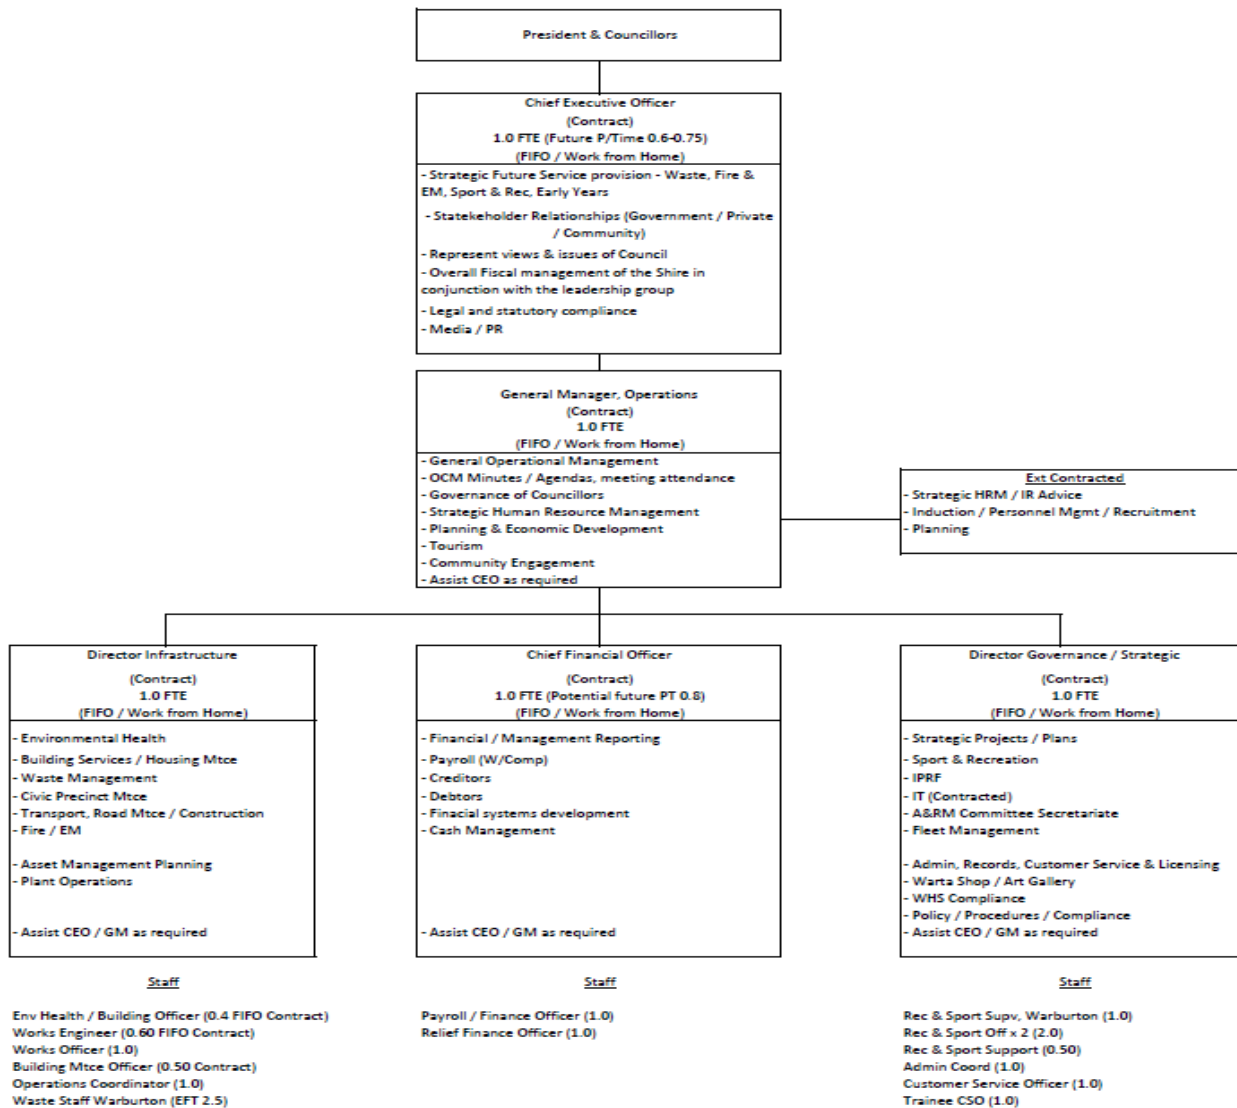 President & Councillors
Chief Executive Officer
(Contract)
1.0 FTE (Future P/Time 0.6-0.75)
(FIFO / Work from Home)
- Strategic Future Service provision - Waste, Fire &
EM, Sport & Rec, Early Years
- Statekeholder Relationships (Government / Private
/ Community)
- Represent views & issues of Council
- Overall Fiscal management of the Shire in
conjunction with the leadership group
- Legal and statutory compliance
- Media / PR
General Manager, Operations
(Contract)
1.0 FTE
(FIFO / Work from Home)
- General Operational Management
- OCM Minutes / Agendas, meeting attendance
- Governance of Councillors
- Strategic Human Resource Management
- Planning & Economic Development
- Tourism
- Community Engagement
- Assist CEO as required
Ext Contracted
- Strategic HRM / IR Advice
- Induction / Personnel Mgmt / Recruitment
- Planning
Director Infrastructure
(Contract)
1.0 FTE
(FIFO / Work from Home)
- Environmental Health
- Building Services / Housing Mtce
- Waste Management
- Civic Precinct Mtce
- Transport, Road Mtce / Construction
- Fire / EM
- Asset Management Planning
- Plant Operations
- Assist CEO / GM as required
Staff
Env Health / Building Officer (0.4 FIFO Contract)
Works Engineer (0.60 FIFO Contract)
Works Officer (1.0)
Building Mtce Officer (0.50 Contract)
Operations Coordinator (1.0)
Waste Staff Warburton (EFT 2.5)
Chief Financial Officer
(Contract)
1.0 FTE (Potential future PT 0.8)
(FIFO / Work from Home)
- Financial / Management Reporting
- Payroll (W/Comp)
- Creditors
- Debtors
- Finacial systems development
- Cash Management
- Assist CEO / GM as required
Staff
Payroll / Finance Officer (1.0)
Relief Finance Officer (1.0)
Director Governance / Strategic
(Contract)
1.0 FTE
(FIFO / Work from Home)
- Strategic Projects / Plans
- Sport & Recreation
- IPRF
- IT (Contracted)
- A&RM Committee Secretariate
- Fleet Management
- Admin, Records, Customer Service & Licensing
- Warta Shop / Art Gallery
- WHS Compliance
- Policy / Procedures / Compliance
- Assist CEO / GM as required
Staff
Rec & Sport Supv, Warburton (1.0)
Rec & Sport Off x 2 (2.0)
Rec & Sport Support (0.50)
Admin Coord (1.0)
Customer Service Officer (1.0)
Trainee CSO (1.0)